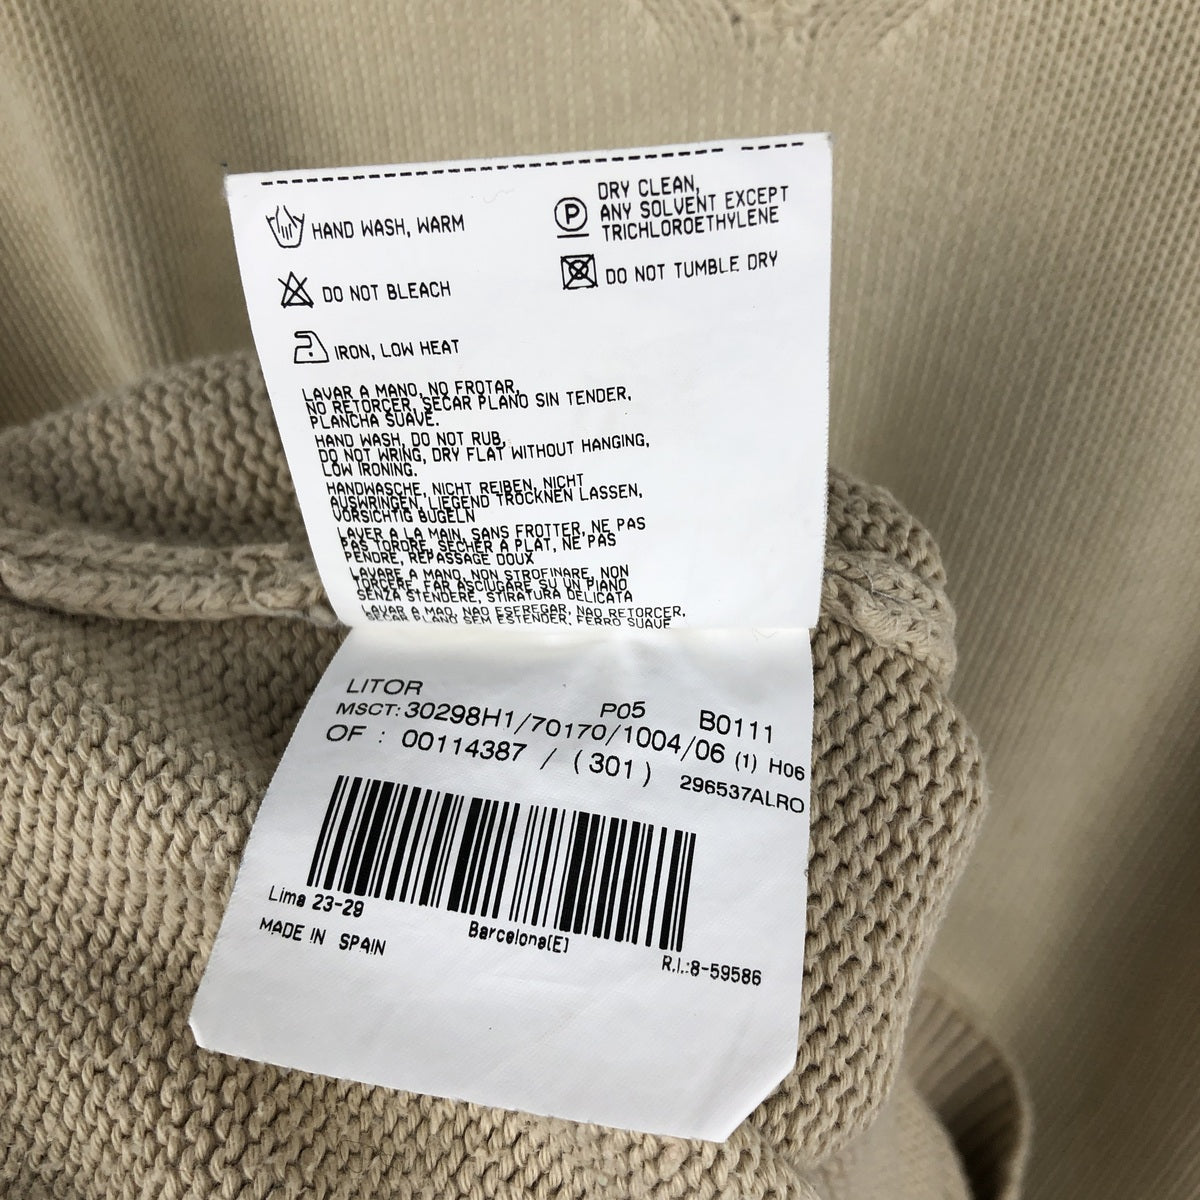 HAND WASH, WARM
DRY CLEAN,
ANY SOLVENT EXCEPT
TRICHLOROETHYLENE
P
DO NOT BLEACH
DO NOT TUMBLE DRY
IRON, LOW HEAT
LAVAR A MANO, NO FROTAR,
NO RETORCER, SECAR PLANO SIN TENDER,
PLANCHA SUAVE.
HAND WASH, DO NOT RUB,
DO NOT WRING, DRY FLAT WITHOUT HANGING,
LOW IRONING.
HANDWASCHE, NICHT REIBEN, NICHT
AUSWRINGEN, LIEGEND TROCKNEN LASSEN,
VORSICHTIG BUGELN
LAVER A LA MAIN, SANS FROTTER, NE PAS
PAS TORDRE, SECHER A PLAT, NE PAS
PENDRE, REPASSAGE DOUX
LAVARE A MANO, NON STROFINARE, NON
TORCERE, FAR ASCIUGARE SU UN PIANO
SENZA STENDERE, STIRATURA DELICATA
LAVAR A MAO, NAO ESFREGAR, NAO RETORCER,
SECAR PLANO SEM ESTENDER, FERRO SUAVE
LITOR P05 B0111
MSCT: 30298H1/70170/1004/06 (1) H06
OF : 00114387 / (301) 296537ALRO
Lima 23-29
Barcelona(E)
MADE IN SPAIN
R.I.:8-59586